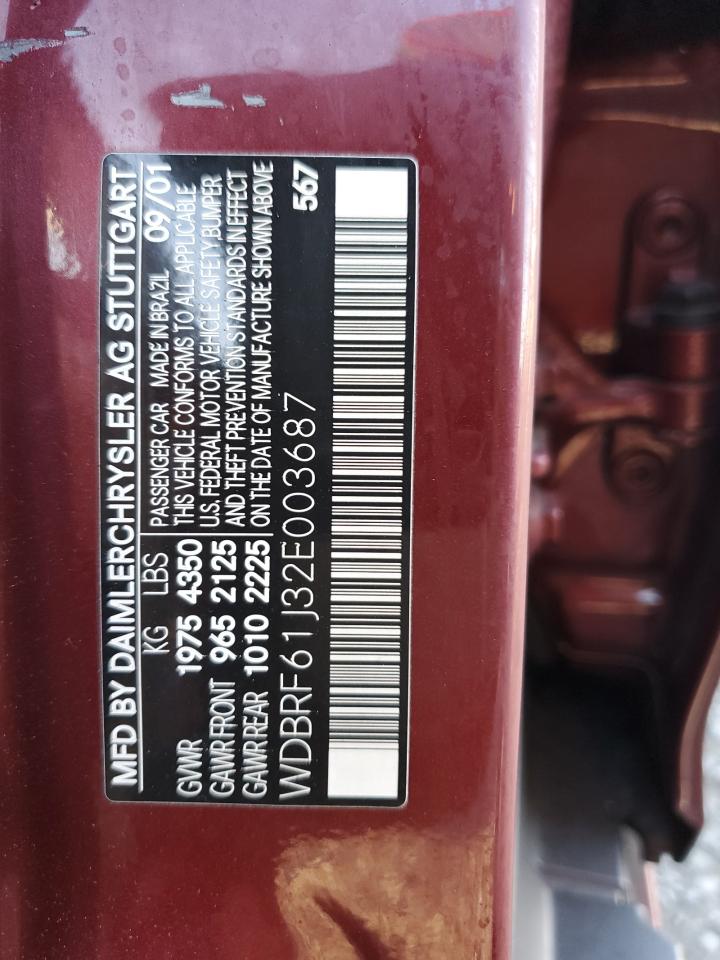 MFD BY DAIMLERCHRYSLER AG STUTTGART
KG LBS
GVWR 1975 4350
GAWR FRONT 965 2125
GAWR REAR 1010 2225
PASSENGER CAR MADE IN BRAZIL 09/01
THIS VEHICLE CONFORMS TO ALL APPLICABLE
U.S. FEDERAL MOTOR VEHICLE SAFETY BUMPER
AND THEFT PREVENTION STANDARDS IN EFFECT
ON THE DATE OF MANUFACTURE SHOWN ABOVE
WDBRF61J32E003687 567